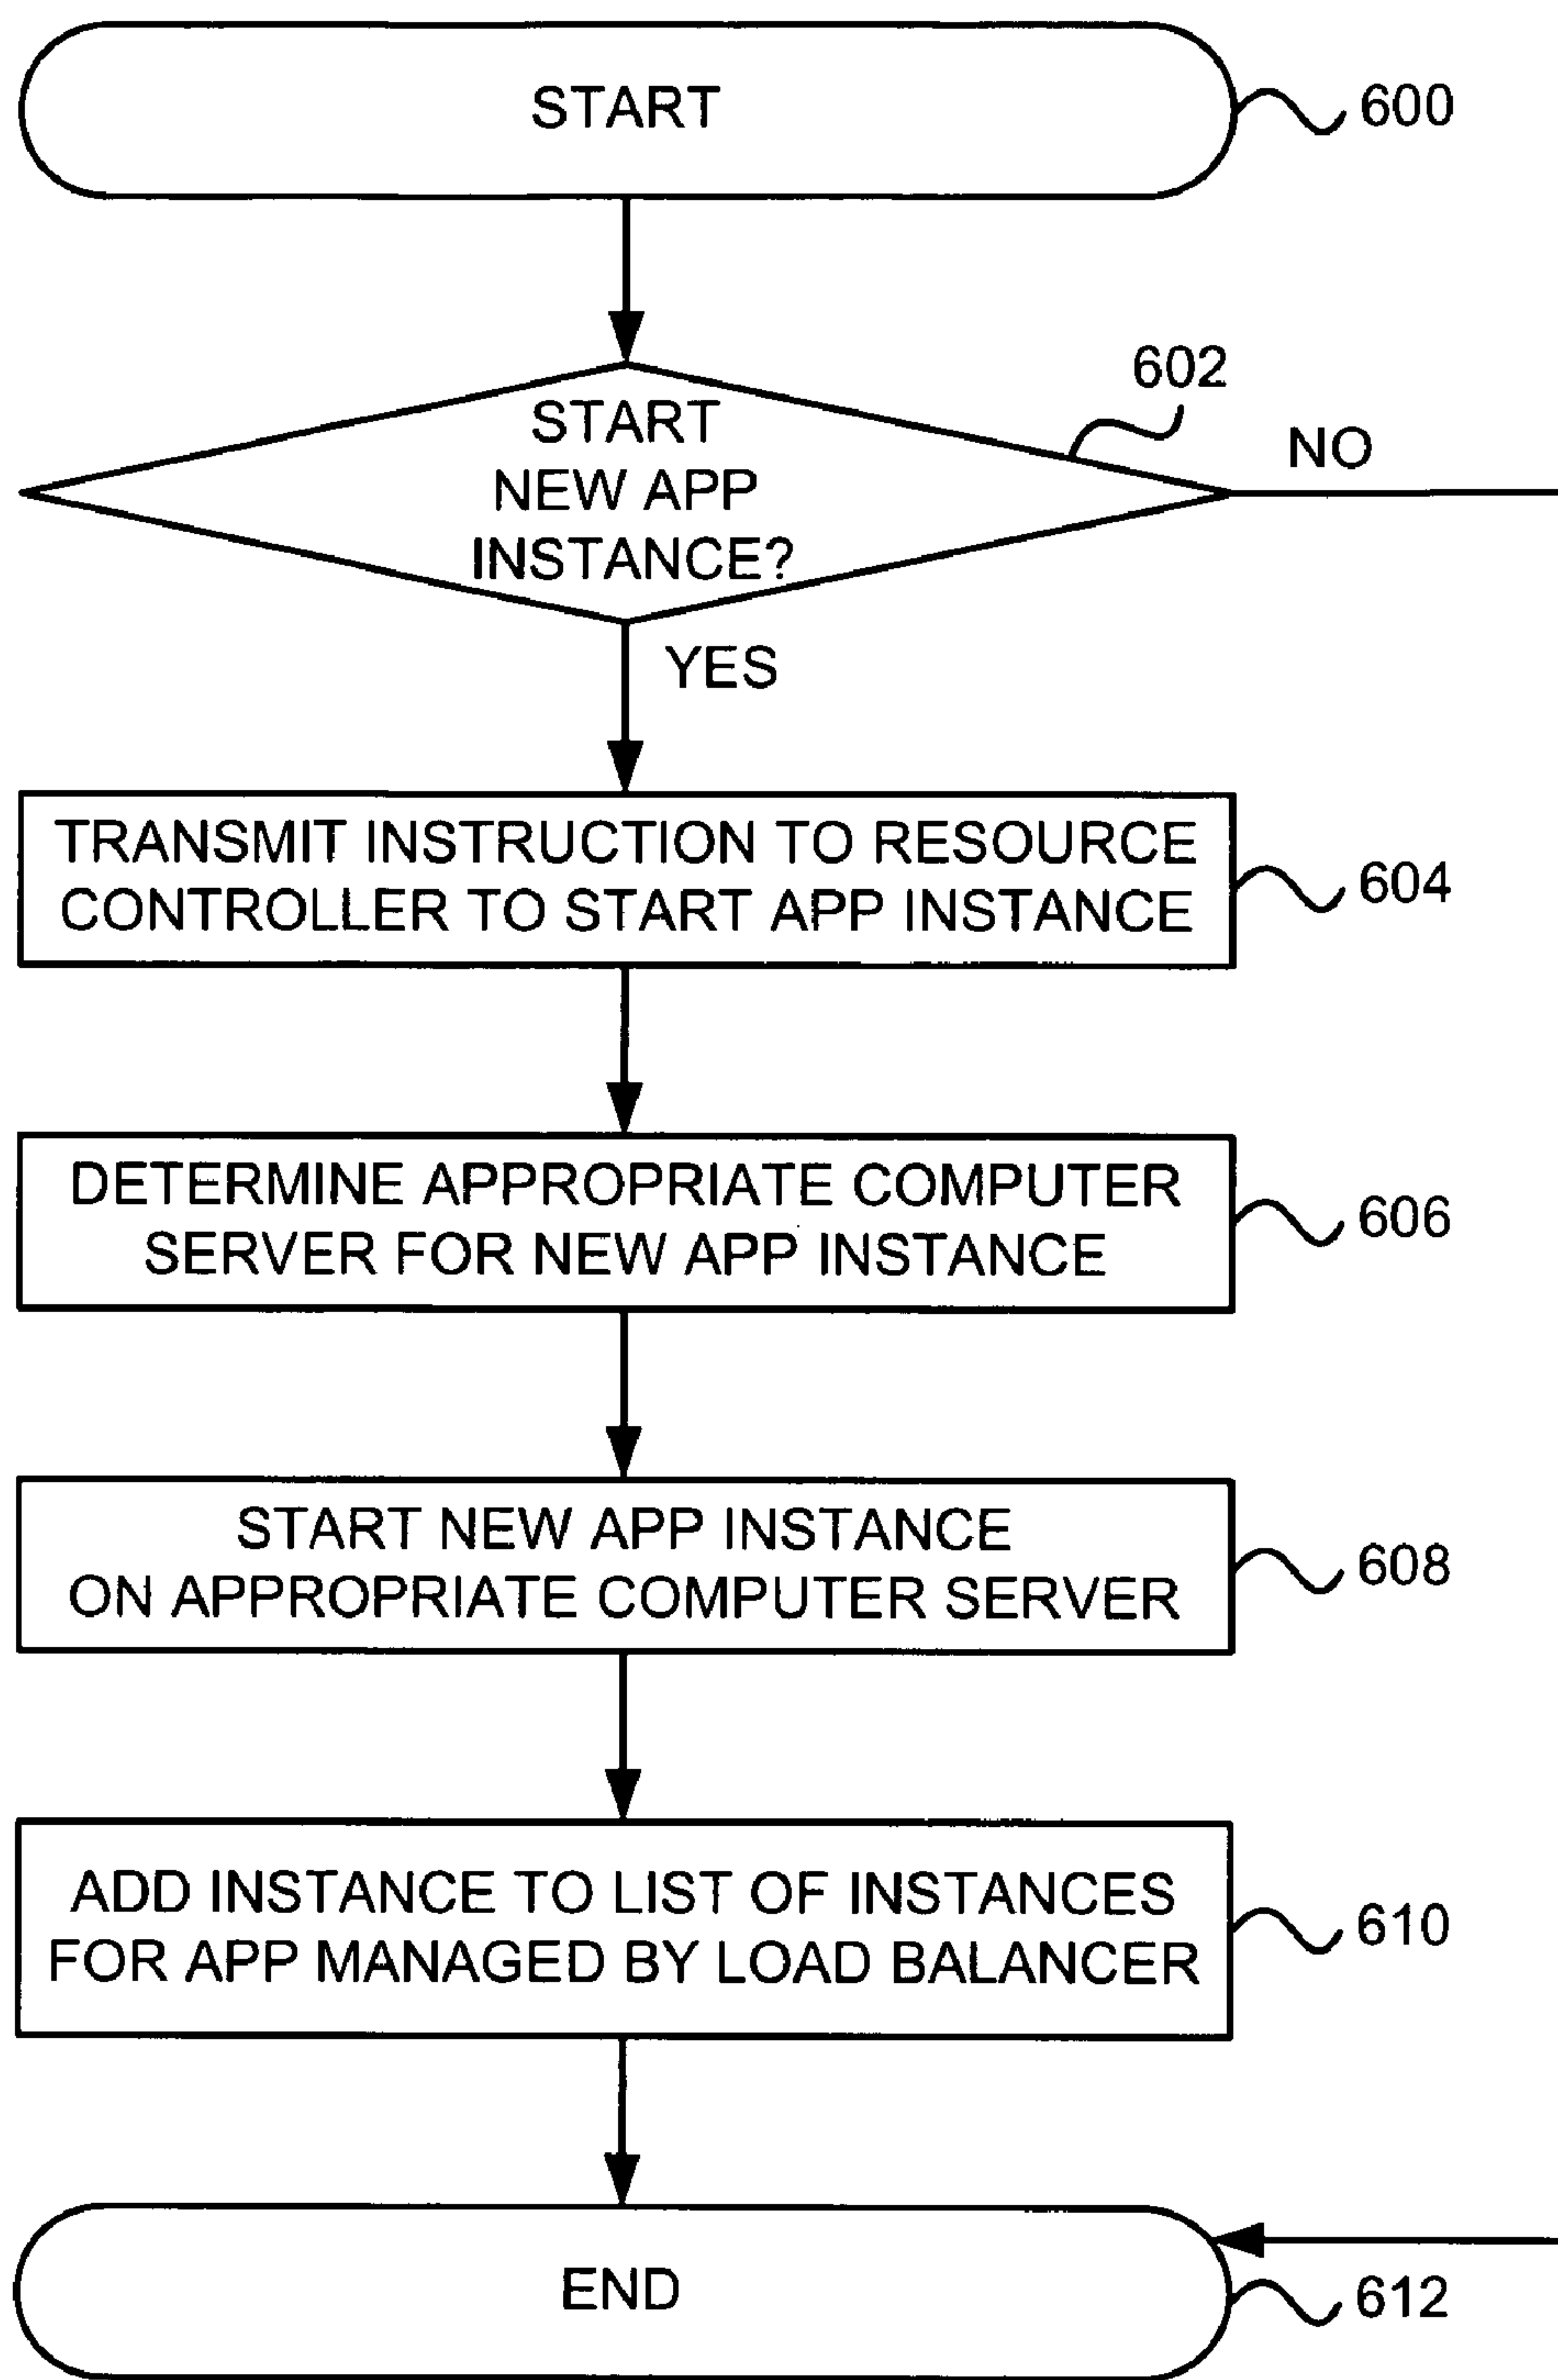 START
600
602
START
NEW APP
INSTANCE?
NO
YES
TRANSMIT INSTRUCTION TO RESOURCE
CONTROLLER TO START APP INSTANCE
604
DETERMINE APPROPRIATE COMPUTER
SERVER FOR NEW APP INSTANCE
606
START NEW APP INSTANCE
ON APPROPRIATE COMPUTER SERVER
608
ADD INSTANCE TO LIST OF INSTANCES
FOR APP MANAGED BY LOAD BALANCER
610
END
612